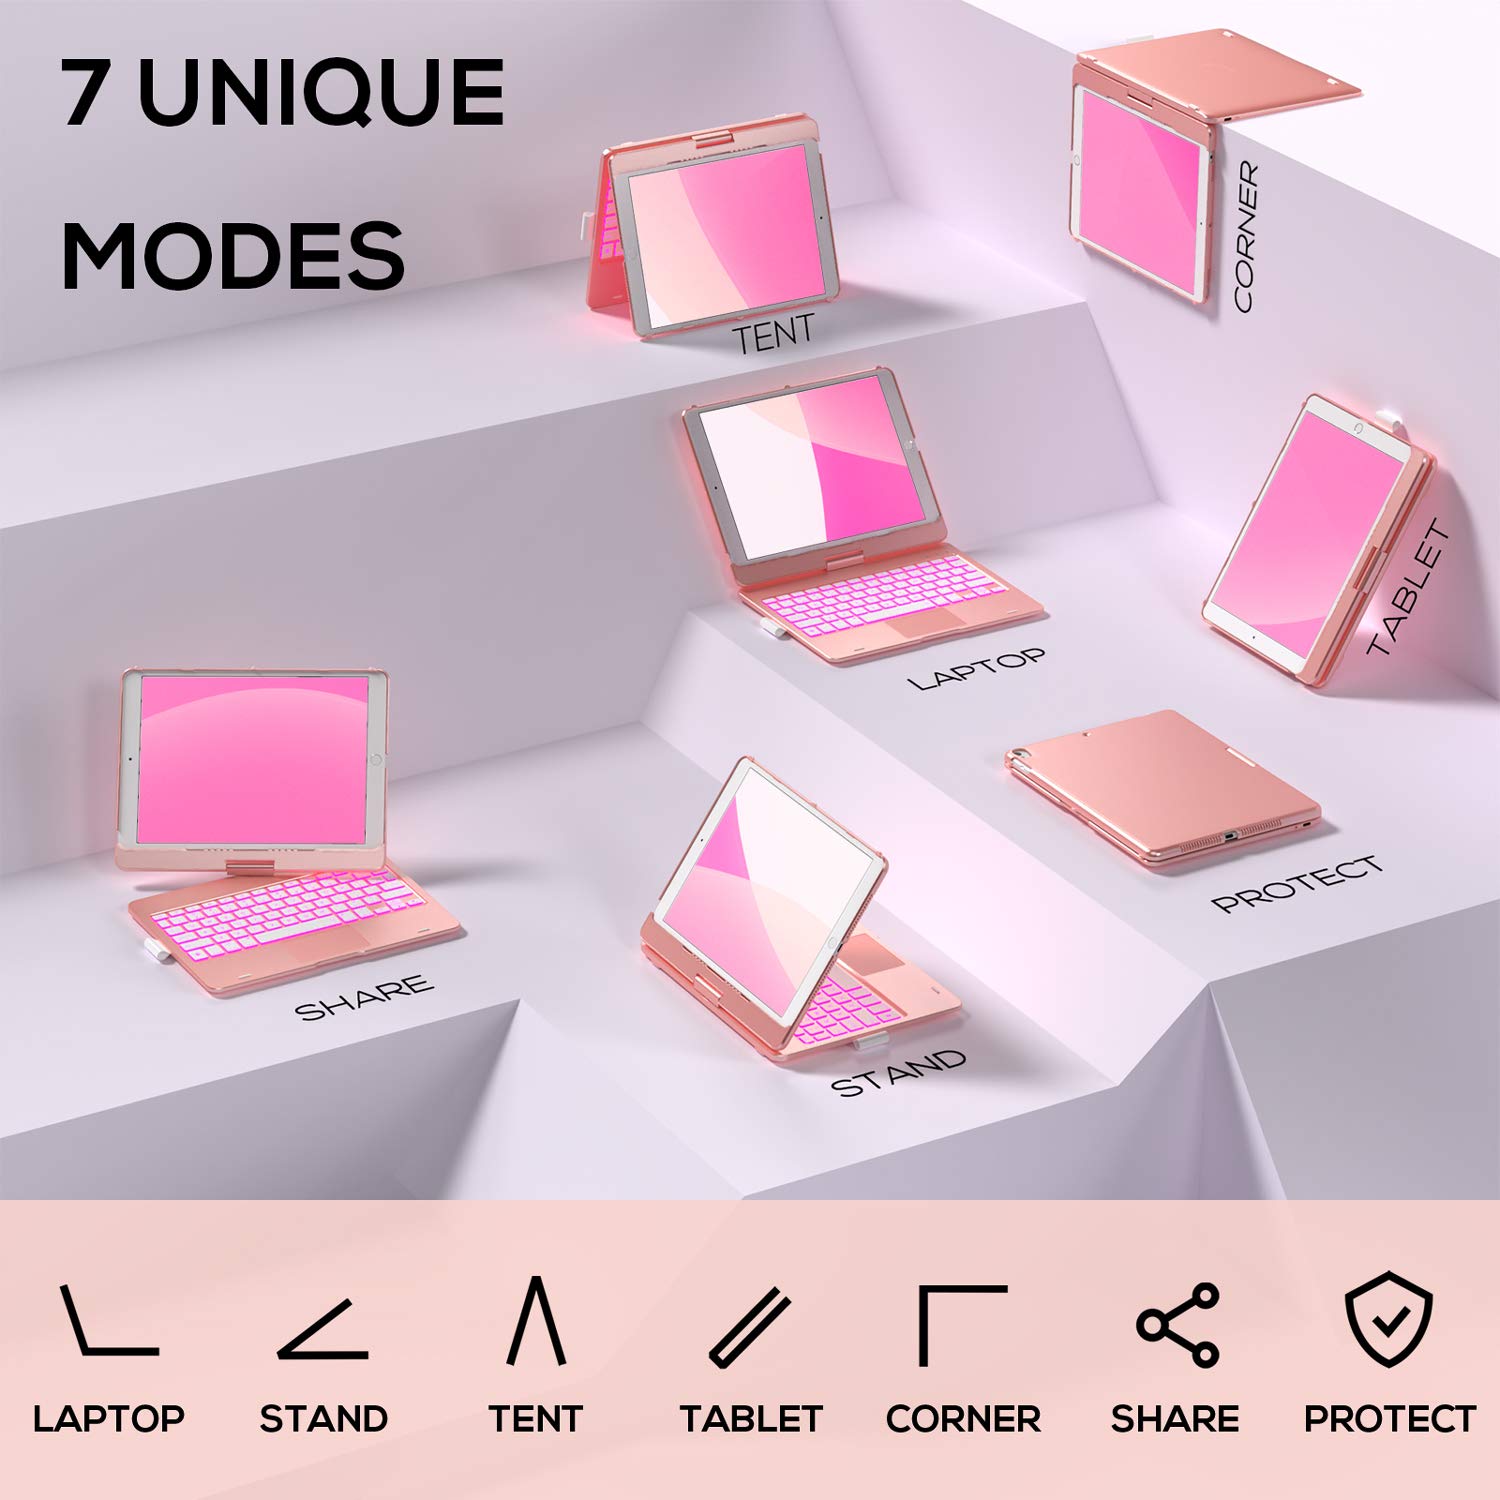 7 UNIQUE
MODES
TENT
CORNER
LAPTOP
TABLET
PROTECT
SHARE
STAND
LAPTOP
STAND
TENT
TABLET
CORNER
SHARE
PROTECT